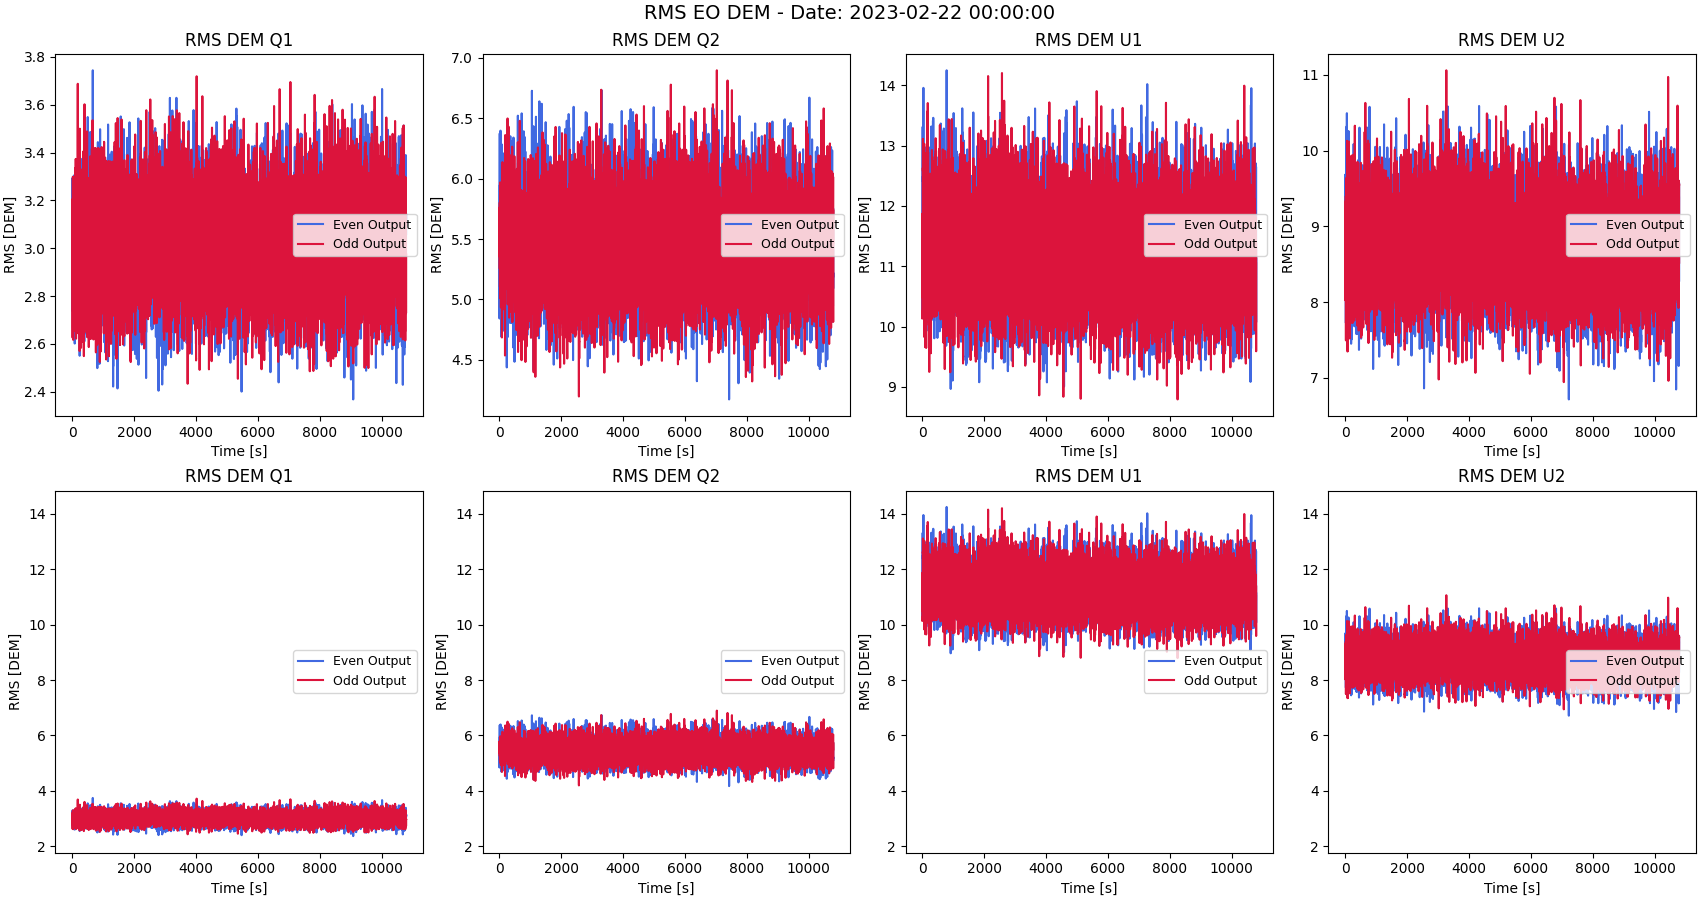 RMS EO DEM - Date: 2023-02-22 00:00:00
RMS DEM Q1
RMS DEM Q2
RMS DEM U1
RMS DEM U2
RMS [DEM]
3.8
3.6
3.4
3.2
3.0
2.8
2.6
2.4
Even Output
Odd Output
0 2000 4000 6000 8000 10000
Time [s]
RMS [DEM]
7.0
6.5
6.0
5.5
5.0
4.5
Even Output
Odd Output
0 2000 4000 6000 8000 10000
Time [s]
RMS [DEM]
14
13
12
11
10
9
Even Output
Odd Output
0 2000 4000 6000 8000 10000
Time [s]
RMS [DEM]
11
10
9
8
7
Even Output
Odd Output
0 2000 4000 6000 8000 10000
Time [s]
RMS DEM Q1
RMS DEM Q2
RMS DEM U1
RMS DEM U2
RMS [DEM]
14
12
10
8
6
4
2
Even Output
Odd Output
0 2000 4000 6000 8000 10000
Time [s]
RMS [DEM]
14
12
10
8
6
4
2
Even Output
Odd Output
0 2000 4000 6000 8000 10000
Time [s]
RMS [DEM]
14
12
10
8
6
4
2
Even Output
Odd Output
0 2000 4000 6000 8000 10000
Time [s]
RMS [DEM]
14
12
10
8
6
4
2
Even Output
Odd Output
0 2000 4000 6000 8000 10000
Time [s]